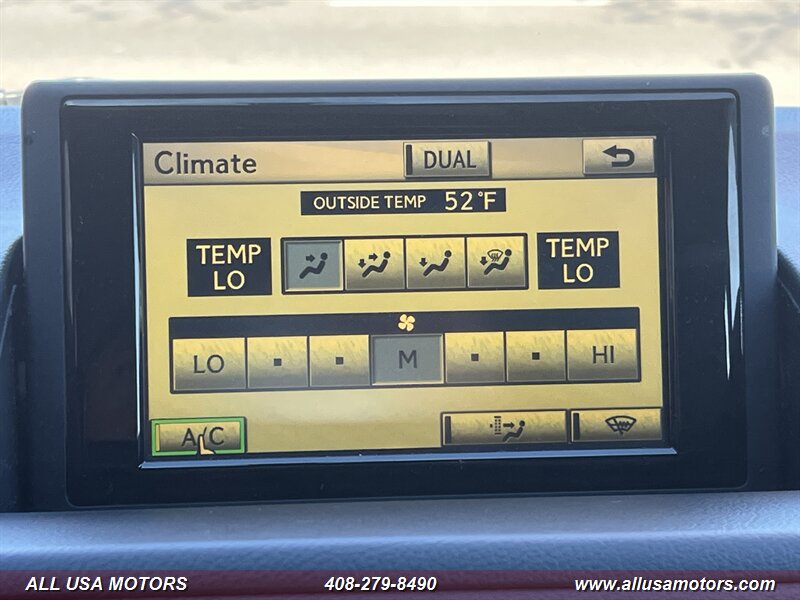 Climate DUAL
OUTSIDE TEMP 52°F
TEMP LO TEMP LO
LO M HI
A/C
ALL USA MOTORS 408-279-8490 www.allusamotors.com